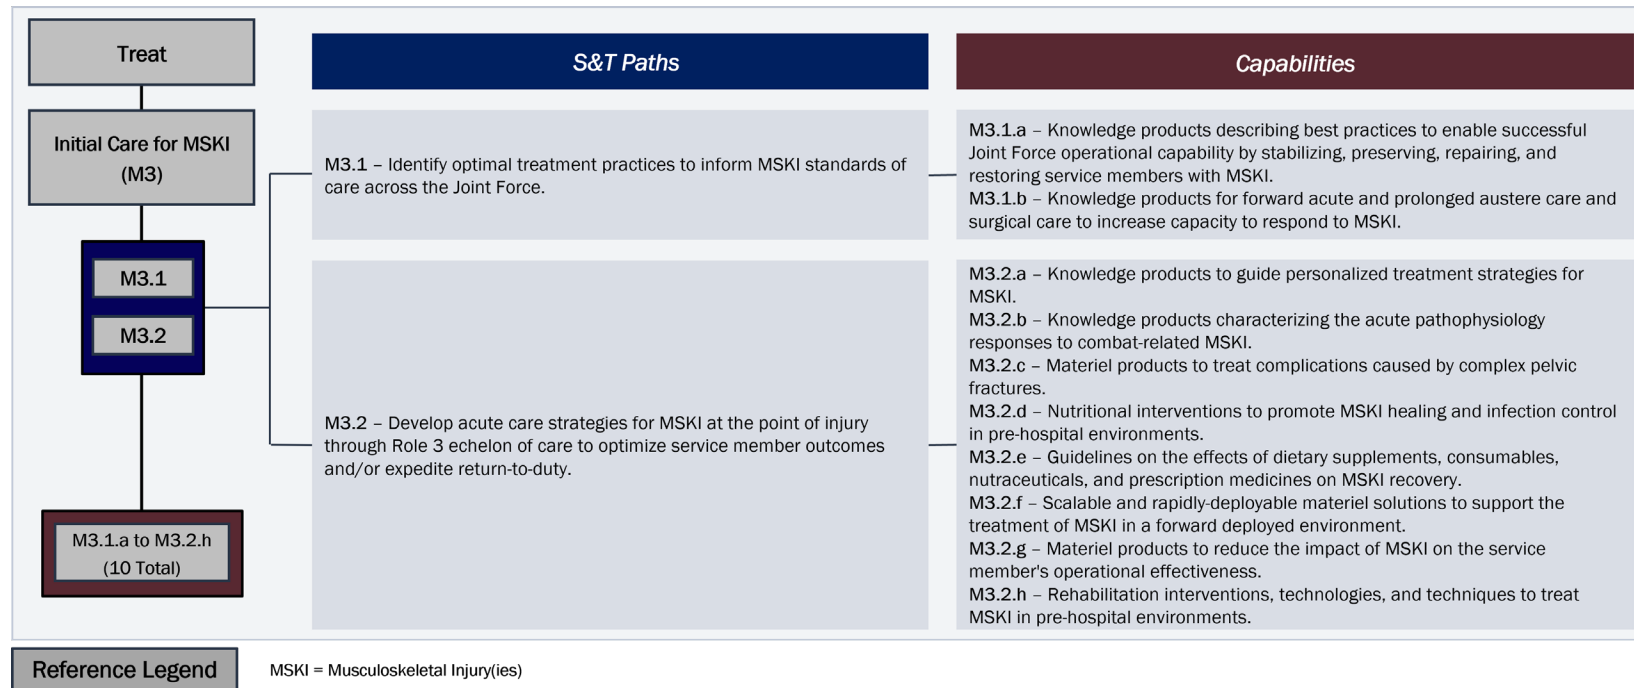 Treat
Initial Care for MSKI
(M3)
M3.1
M3.2
M3.1.a to M3.2.h
(10 Total)
S&T Paths
M3.1 – Identify optimal treatment practices to inform MSKI standards of
care across the Joint Force.
M3.2 – Develop acute care strategies for MSKI at the point of injury
through Role 3 echelon of care to optimize service member outcomes
and/or expedite return-to-duty.
Capabilities
M3.1.a – Knowledge products describing best practices to enable successful
Joint Force operational capability by stabilizing, preserving, repairing, and
restoring service members with MSKI.
M3.1.b – Knowledge products for forward acute and prolonged austere care and
surgical care to increase capacity to respond to MSKI.
M3.2.a – Knowledge products to guide personalized treatment strategies for
MSKI.
M3.2.b – Knowledge products characterizing the acute pathophysiology
responses to combat-related MSKI.
M3.2.c – Materiel products to treat complications caused by complex pelvic
fractures.
M3.2.d – Nutritional interventions to promote MSKI healing and infection control
in pre-hospital environments.
M3.2.e – Guidelines on the effects of dietary supplements, consumables,
nutraceuticals, and prescription medicines on MSKI recovery.
M3.2.f – Scalable and rapidly-deployable materiel solutions to support the
treatment of MSKI in a forward deployed environment.
M3.2.g – Materiel products to reduce the impact of MSKI on the service
member's operational effectiveness.
M3.2.h – Rehabilitation interventions, technologies, and techniques to treat
MSKI in pre-hospital environments.
Reference Legend
MSKI = Musculoskeletal Injury(ies)